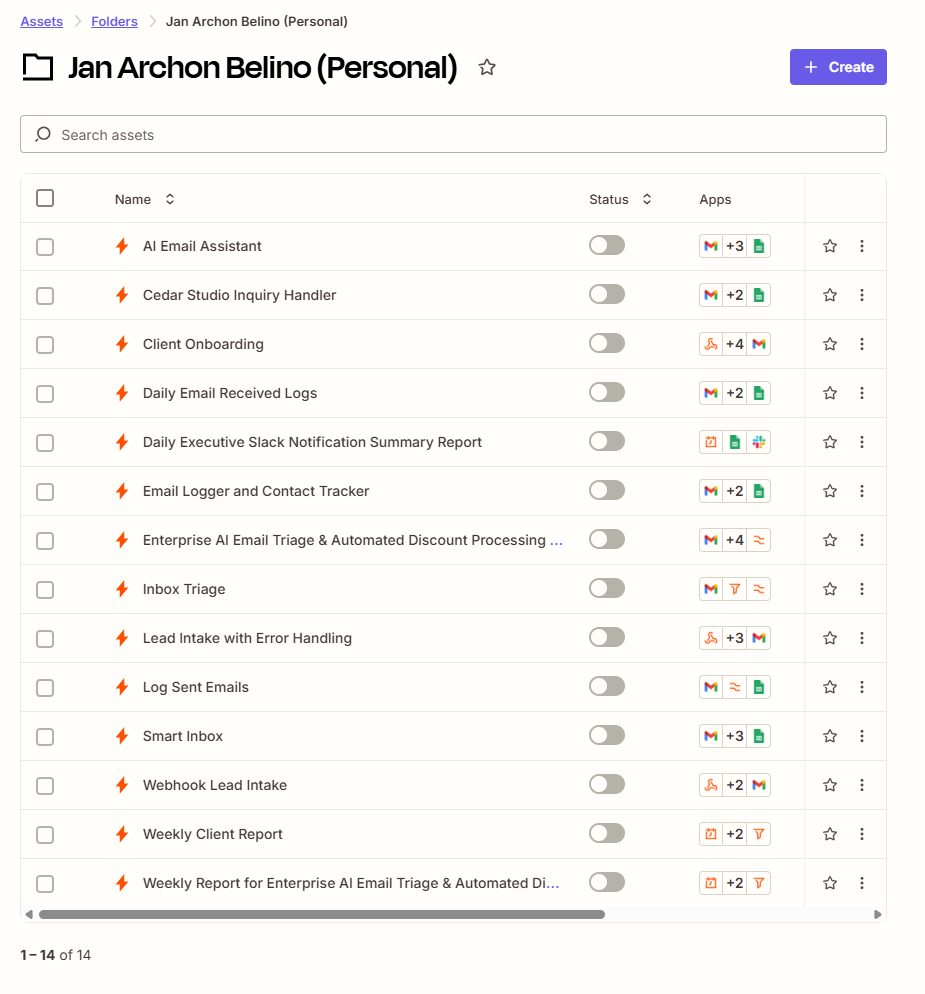 Assets > Folders > Jan Archon Belino (Personal)
Jan Archon Belino (Personal)
+ Create
Search assets
Name Status Apps
AI Email Assistant +3
Cedar Studio Inquiry Handler +2
Client Onboarding +4
Daily Email Received Logs +2
Daily Executive Slack Notification Summary Report
Email Logger and Contact Tracker +2
Enterprise AI Email Triage & Automated Discount Processing ... +4
Inbox Triage
Lead Intake with Error Handling +3
Log Sent Emails
Smart Inbox +3
Webhook Lead Intake +2
Weekly Client Report +2
Weekly Report for Enterprise AI Email Triage & Automated Di... +2
1 – 14 of 14